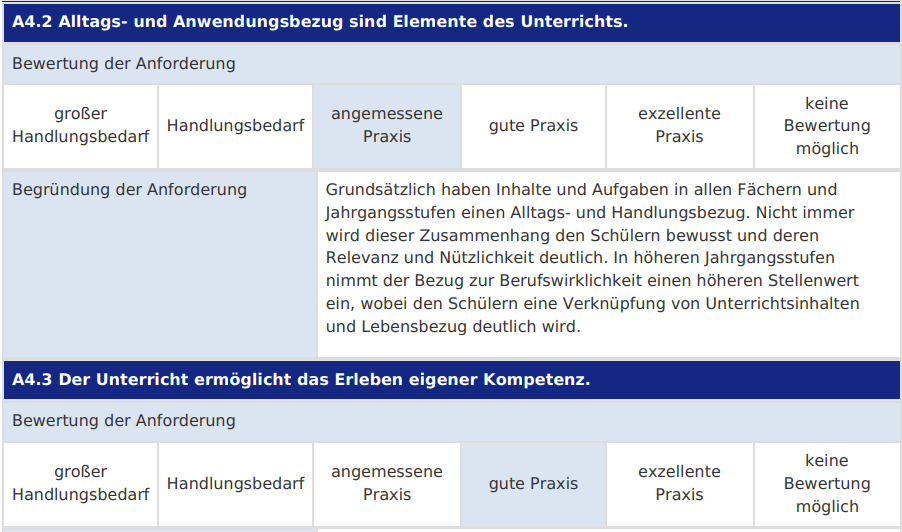 A4.2 Alltags- und Anwendungsbezug sind Elemente des Unterrichts.
Bewertung der Anforderung
großer
Handlungsbedarf
Handlungsbedarf
angemessene
Praxis
gute Praxis
exzellente
Praxis
keine
Bewertung
möglich
Begründung der Anforderung
Grundsätzlich haben Inhalte und Aufgaben in allen Fächern und
Jahrgangsstufen einen Alltags- und Handlungsbezug. Nicht immer
wird dieser Zusammenhang den Schülern bewusst und deren
Relevanz und Nützlichkeit deutlich. In höheren Jahrgangsstufen
nimmt der Bezug zur Berufswirklichkeit einen höheren Stellenwert
ein, wobei den Schülern eine Verknüpfung von Unterrichtsinhalten
und Lebensbezug deutlich wird.
A4.3 Der Unterricht ermöglicht das Erleben eigener Kompetenz.
Bewertung der Anforderung
großer
Handlungsbedarf
Handlungsbedarf
angemessene
Praxis
gute Praxis
exzellente
Praxis
keine
Bewertung
möglich